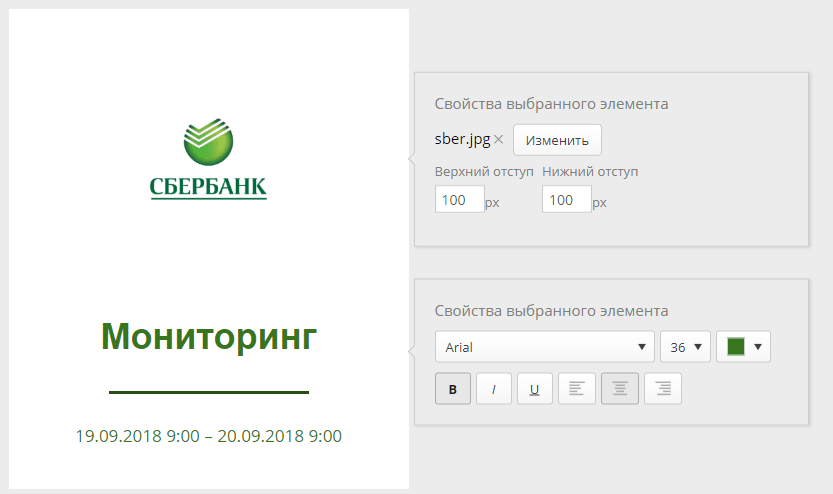 СБЕРБАНК
Мониторинг
19.09.2018 9:00 – 20.09.2018 9:00
Свойства выбранного элемента
sber.jpg × Изменить
Верхний отступ Нижний отступ
100 px 100 px
Свойства выбранного элемента
Arial 36
B I U